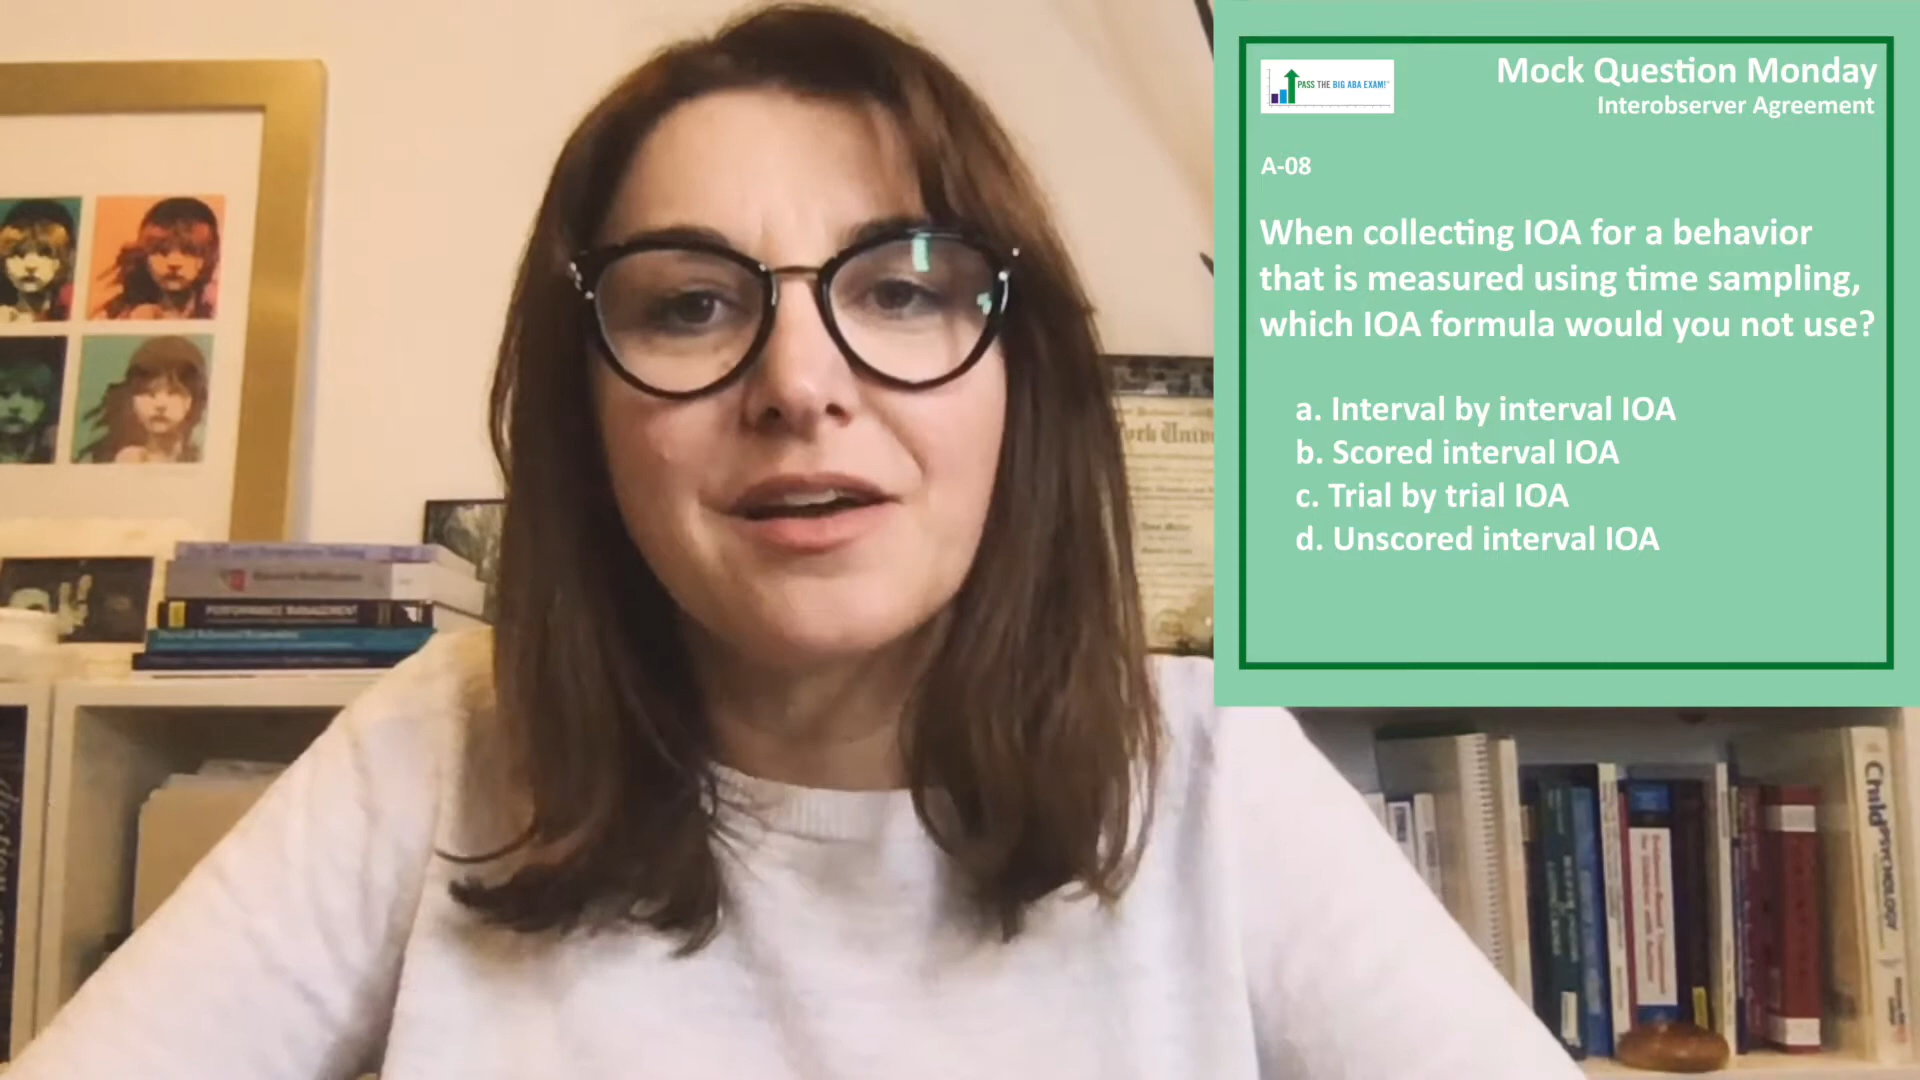 PASS THE BIG ABA EXAM!
Mock Question Monday
Interobserver Agreement
A-08
When collecting IOA for a behavior
that is measured using time sampling,
which IOA formula would you not use?
a. Interval by interval IOA
b. Scored interval IOA
c. Trial by trial IOA
d. Unscored interval IOA
PERFORMANCE MANAGEMENT
Child PSYCHOLOGY